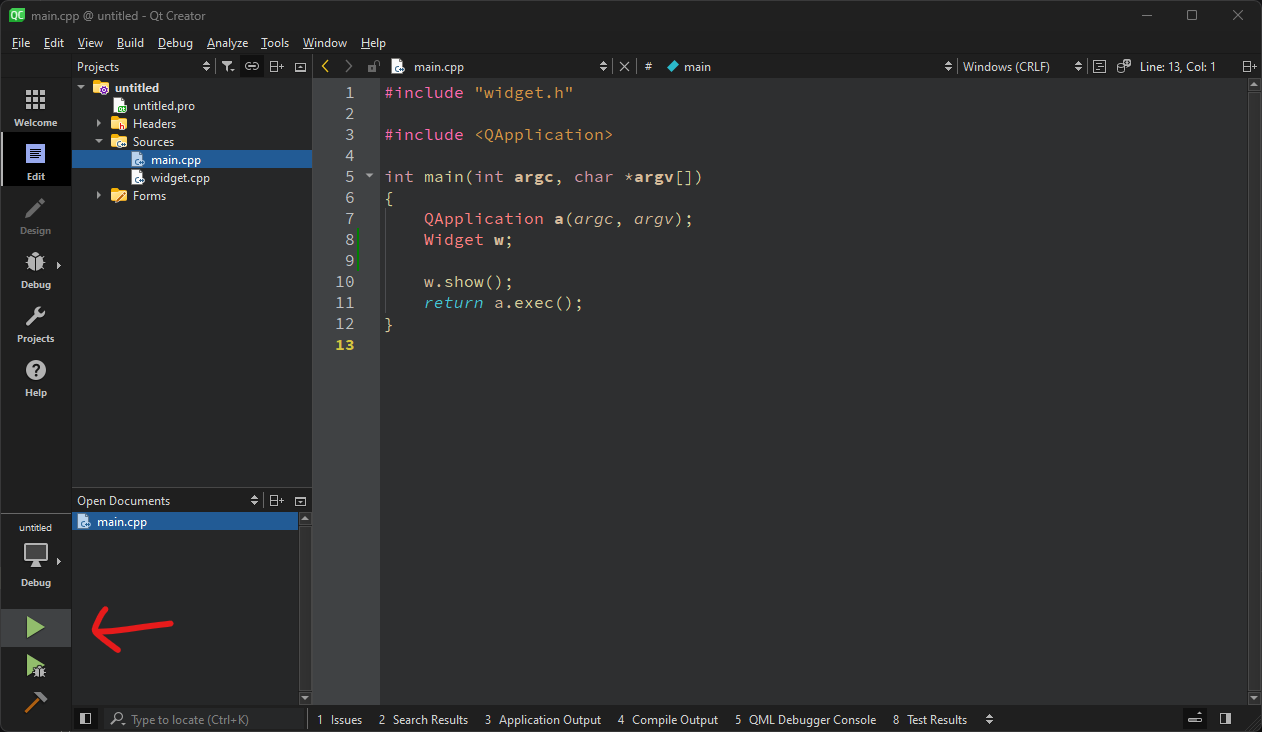 main.cpp @ untitled - Qt Creator
File Edit View Build Debug Analyze Tools Window Help
Projects
main.cpp
# main
Windows (CRLF)
Line: 13, Col: 1
Welcome
Edit
Design
Debug
Projects
Help
untitled
untitled.pro
Headers
Sources
main.cpp
widget.cpp
Forms
1 #include "widget.h"
2
3 #include <QApplication>
4
5 int main(int argc, char *argv[])
6 {
7 QApplication a(argc, argv);
8 Widget w;
9
10 w.show();
11 return a.exec();
12 }
13
Open Documents
main.cpp
untitled
Debug
Type to locate (Ctrl+K)
1 Issues 2 Search Results 3 Application Output 4 Compile Output 5 QML Debugger Console 8 Test Results